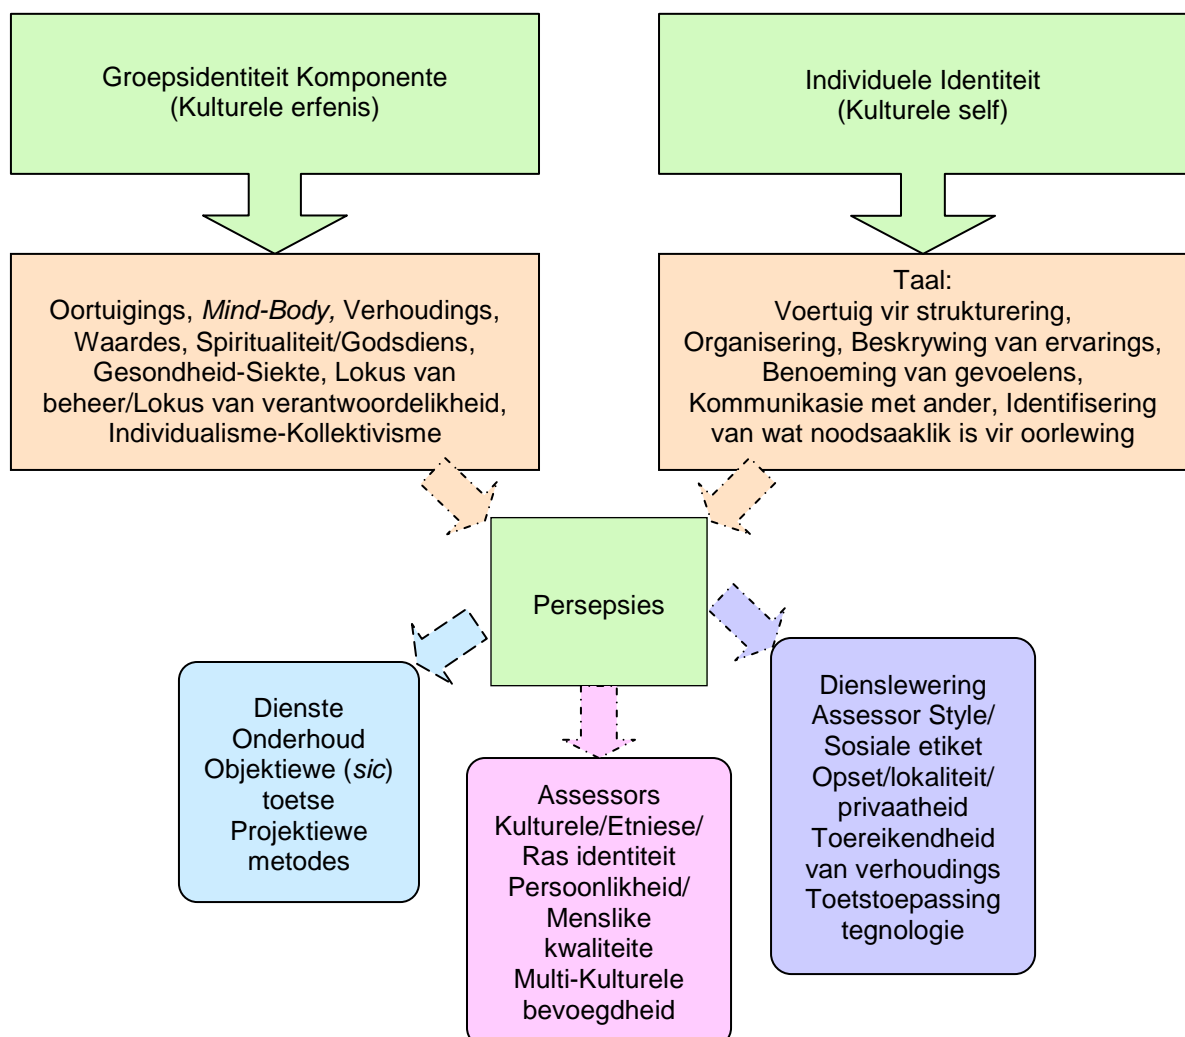 Groepsidentiteit Komponente
(Kulturele erfenis)
Individuele Identiteit
(Kulturele self)
Oortuigings, Mind-Body, Verhoudings,
Waardes, Spiritualiteit/Godsdiens,
Gesondheid-Siekte, Lokus van
beheer/Lokus van verantwoordelikheid,
Individualisme-Kollektivisme
Taal:
Voertuig vir strukturering,
Organisering, Beskrywing van ervarings,
Benoeming van gevoelens,
Kommunikasie met ander, Identifisering
van wat noodsaaklik is vir oorlewing
Persepsies
Dienste
Onderhoud
Objektiewe (sic)
toetse
Projektiewe
metodes
Assessors
Kulturele/Etniese/
Ras identiteit
Persoonlikheid/
Menslike
kwaliteite
Multi-Kulturele
bevoegdheid
Dienslewering
Assessor Style/
Sosiale etiket
Opset/lokaliteit/
privaatheid
Toereikendheid
van verhoudings
Toetstoepassing
tegnologie